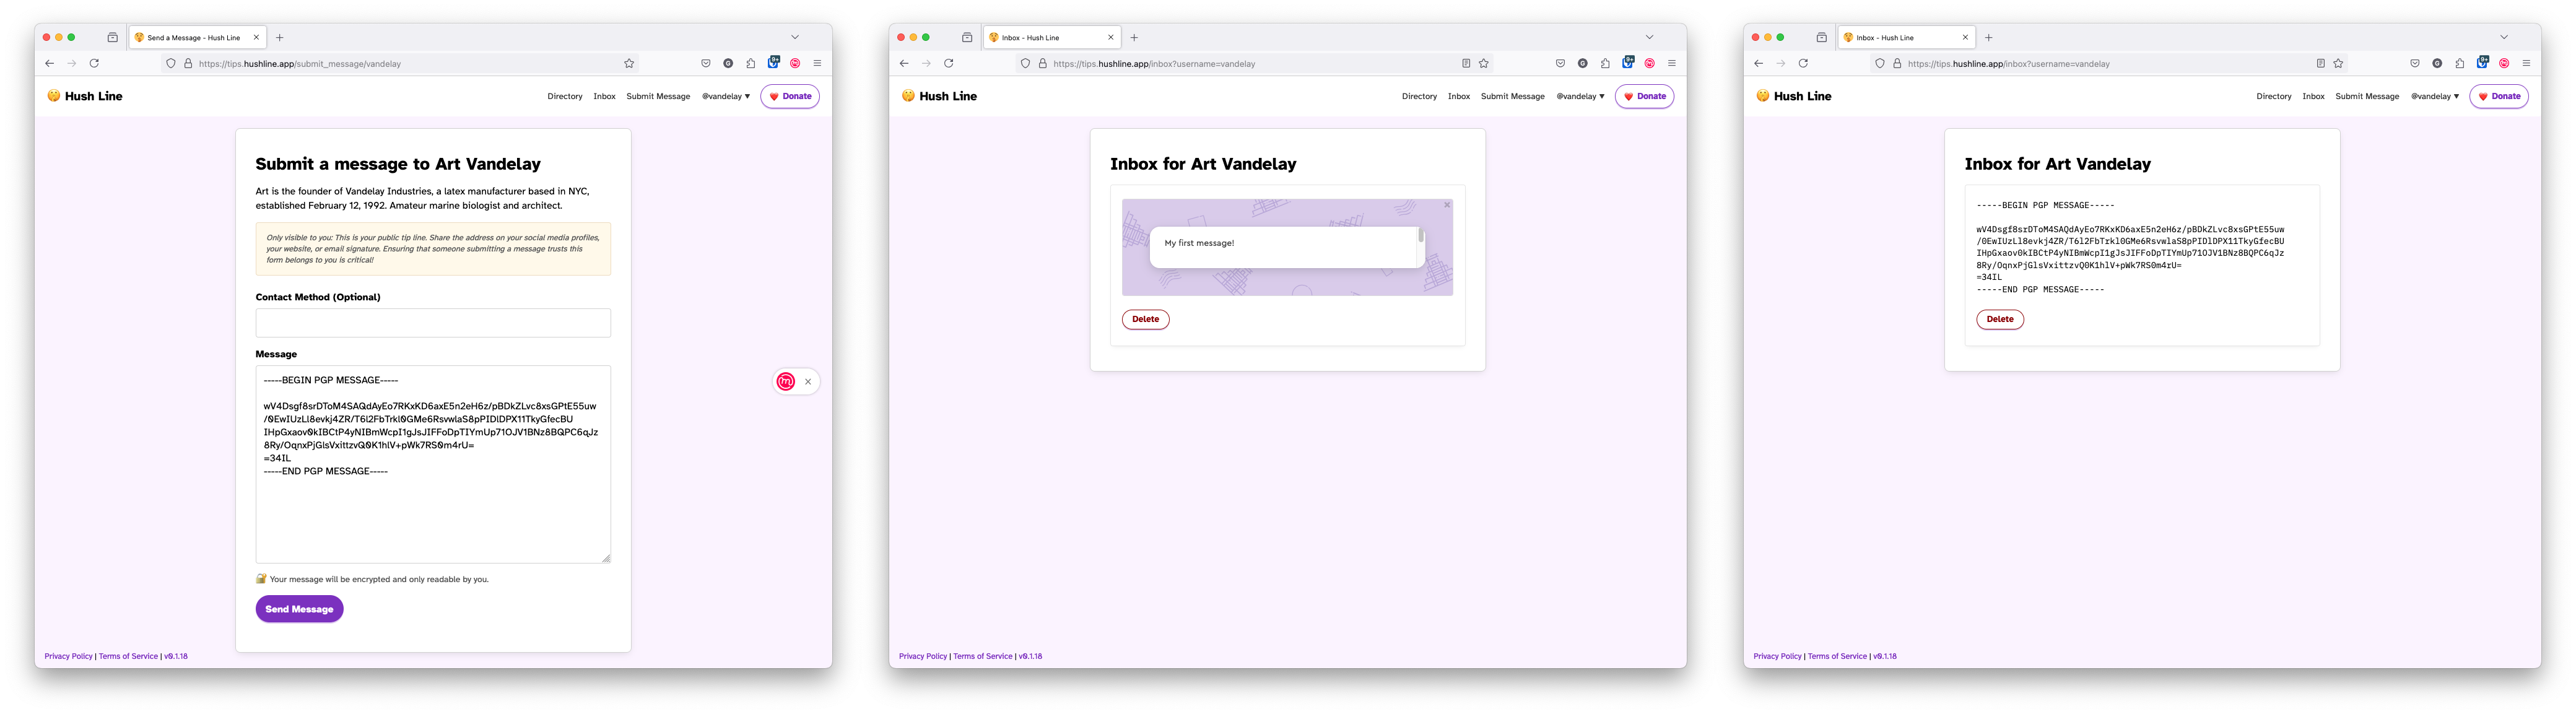 Send a Message - Hush Line
https://tips.hushline.app/submit_message/vandelay
Hush Line
Directory Inbox Submit Message @vandelay ▼ Donate
Submit a message to Art Vandelay
Art is the founder of Vandelay Industries, a latex manufacturer based in NYC,
established February 12, 1992. Amateur marine biologist and architect.
Only visible to you: This is your public tip line. Share the address on your social media profiles,
your website, or email signature. Ensuring that someone submitting a message trusts this
form belongs to you is critical!
Contact Method (Optional)
Message
-----BEGIN PGP MESSAGE-----
wV4Dsgf8srDToM4SAQdAyEo7RKxKD6axE5n2eH6z/pBDkZLvc8xsGPtE55uw
/0EwIUzLl8evkj4ZR/T6l2FbTrkl0GMe6RsvwlaS8pPIDlDPX11TkyGfecBU
IHpGxaov0kIBCtP4yNIBmWcpI1gJsJIFFoDpTIYmUp71OJV1BNz8BQPC6qJz
8Ry/OqnxPjGlsVxittzvQ0K1hlV+pWk7RS0m4rU=
=34IL
-----END PGP MESSAGE-----
Your message will be encrypted and only readable by you.
Send Message
Privacy Policy | Terms of Service | v0.1.18
Inbox - Hush Line
https://tips.hushline.app/inbox?username=vandelay
9+
Hush Line
Directory Inbox Submit Message @vandelay ▼ Donate
Inbox for Art Vandelay
My first message!
Delete
Privacy Policy | Terms of Service | v0.1.18
Inbox - Hush Line
https://tips.hushline.app/inbox?username=vandelay
9+
Hush Line
Directory Inbox Submit Message @vandelay ▼ Donate
Inbox for Art Vandelay
-----BEGIN PGP MESSAGE-----
wV4Dsgf8srDToM4SAQdAyEo7RKxKD6axE5n2eH6z/pBDkZLvc8xsGPtE55uw
/0EwIUzLl8evkj4ZR/T6l2FbTrkl0GMe6RsvwlaS8pPIDlDPX11TkyGfecBU
IHpGxaov0kIBCtP4yNIBmWcpI1gJsJIFFoDpTIYmUp71OJV1BNz8BQPC6qJz
8Ry/OqnxPjGlsVxittzvQ0K1hlV+pWk7RS0m4rU=
=34IL
-----END PGP MESSAGE-----
Delete
Privacy Policy | Terms of Service | v0.1.18